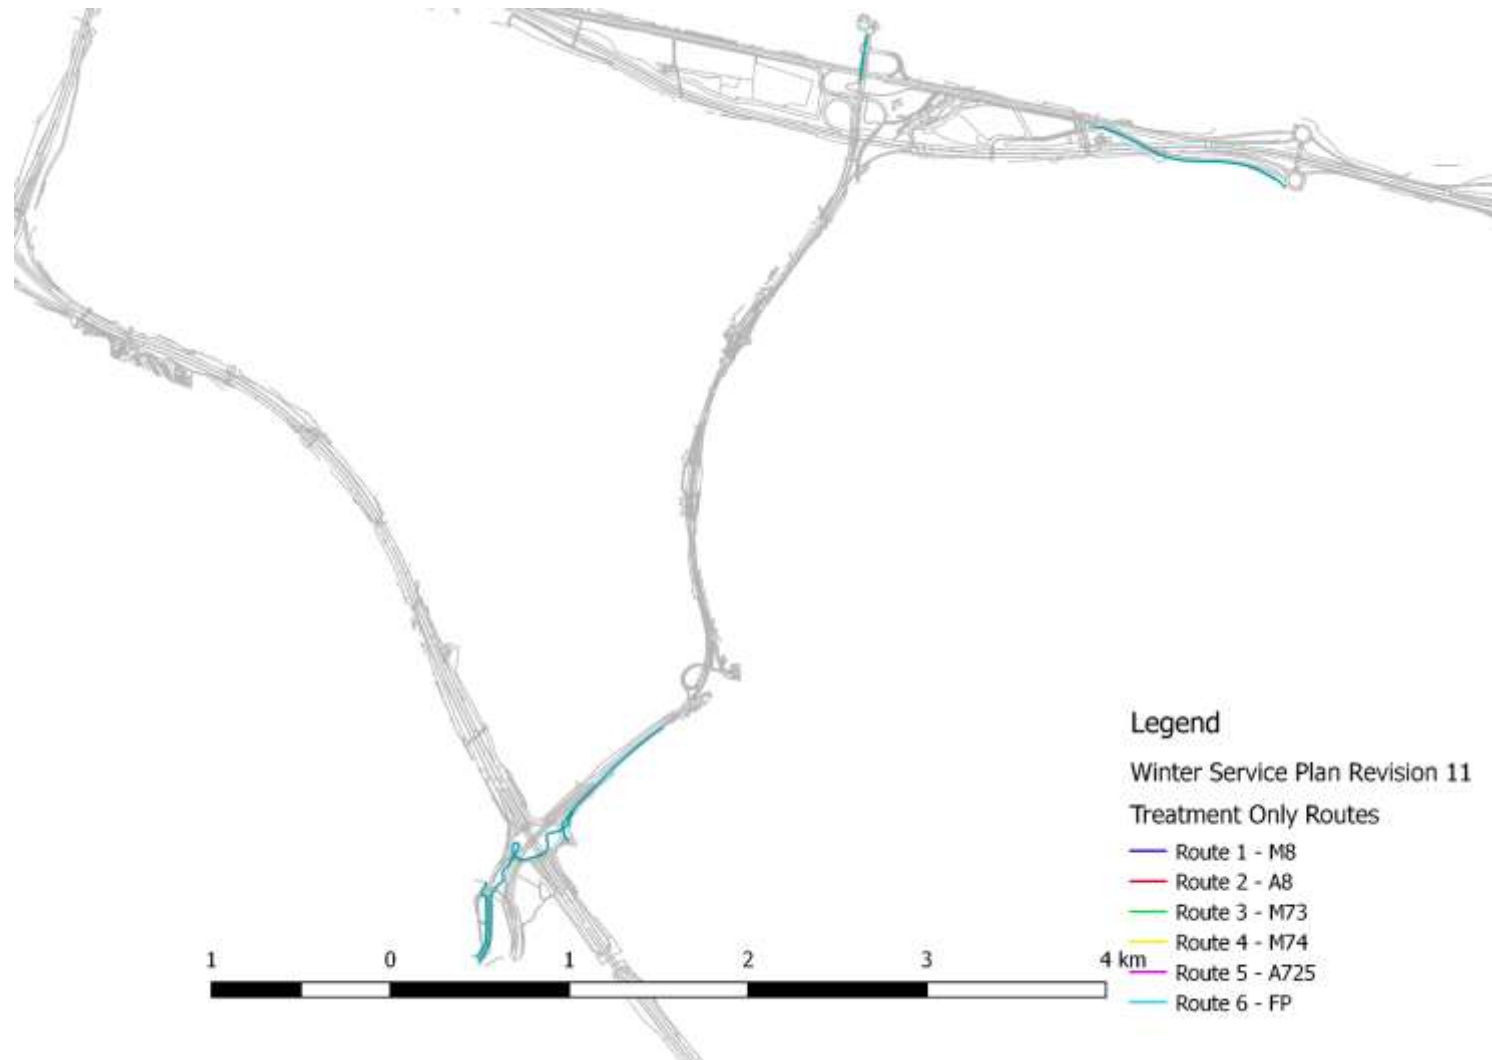 Legend
Winter Service Plan Revision 11
Treatment Only Routes
Route 1 - M8
Route 2 - A8
Route 3 - M73
Route 4 - M74
Route 5 - A725
Route 6 - FP
1 0 1 2 3 4 km